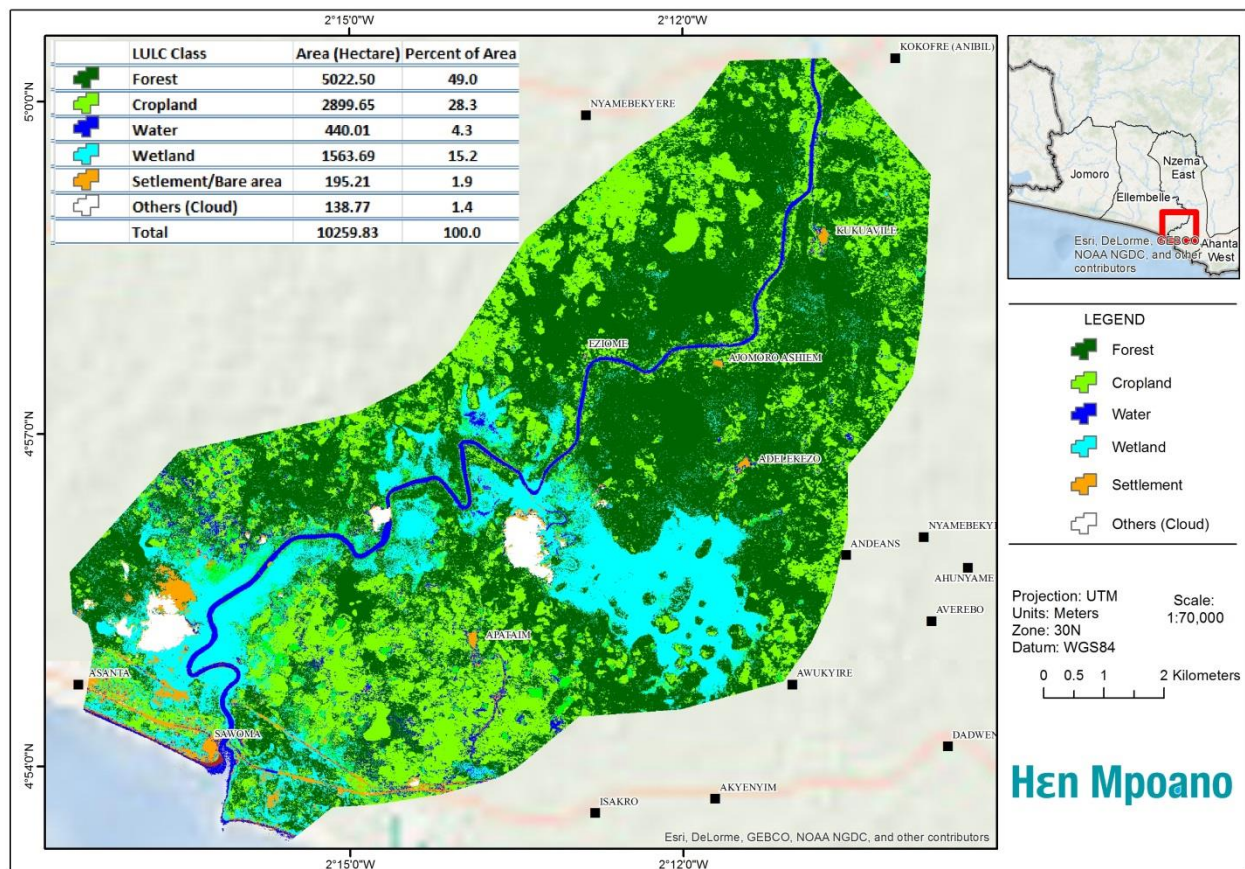 2°15'0"W
2°12'0"W
LULC Class Area (Hectare) Percent of Area
Forest 5022.50 49.0
Cropland 2899.65 28.3
Water 440.01 4.3
Wetland 1563.69 15.2
Setlement/Bare area 195.21 1.9
Others (Cloud) 138.77 1.4
Total 10259.83 100.0
5°0'0"N
4°57'0"N
4°54'0"N
KOKOFRE (ANIBIL)
NYAMEBEKYERE
KUKUAVILE
EZIOME
AJOMORO ASHIEM
ADELEKEZO
NYAMEBEKYI
ANDEANS
AHUNYAME
AVEREBO
APATAIM
ASANTA
AWUKYIRE
SAWOMA
DADWEN
AKYENYIM
ISAKRO
Esri, DeLorme, GEBCO, NOAA NGDC, and other contributors
2°15'0"W
2°12'0"W
Nzema
East
Jomoro
Ellembelle
Ahanta
West
Esri, DeLorme, GEBCO,
NOAA NGDC, and other
contributors
LEGEND
Forest
Cropland
Water
Wetland
Settlement
Others (Cloud)
Projection: UTM
Units: Meters
Zone: 30N
Datum: WGS84
Scale:
1:70,000
0 0.5 1 2 Kilometers
Hɛn Mpoano